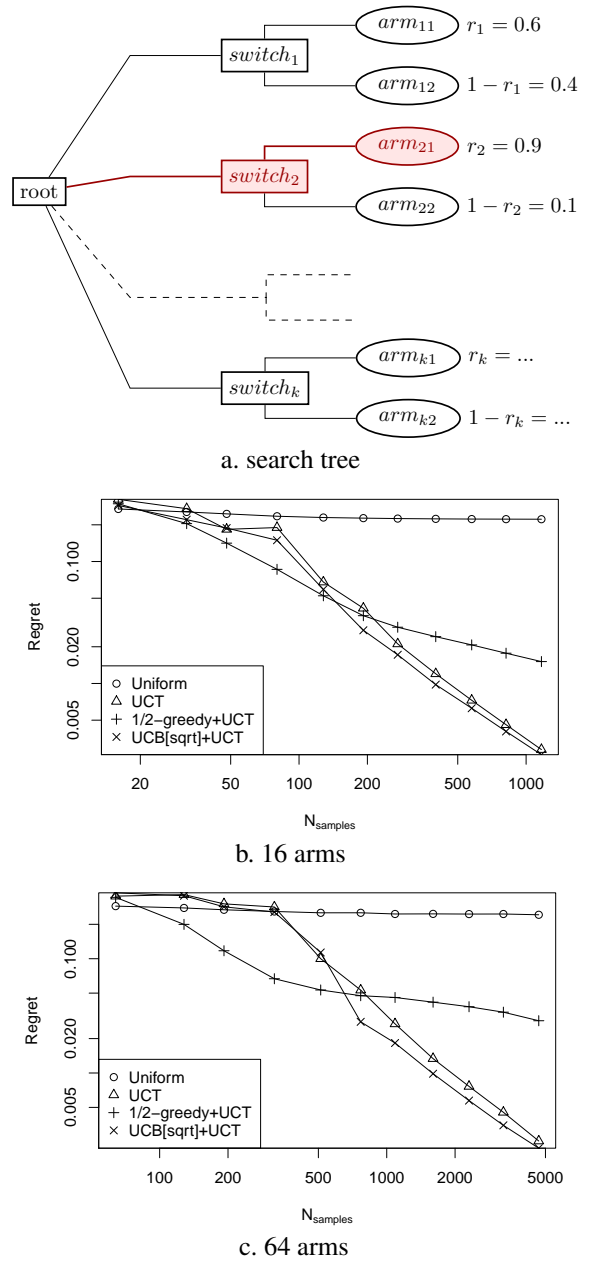 arm₁₁ r₁ = 0.6
switch₁
arm₁₂ 1 − r₁ = 0.4
arm₂₁ r₂ = 0.9
root
switch₂
arm₂₂ 1 − r₂ = 0.1
armₖ₁ rₖ = ...
switchₖ
armₖ₂ 1 − rₖ = ...
a. search tree
0.100
0.020
0.005
Regret
Uniform
UCT
1/2−greedy+UCT
UCB[sqrt]+UCT
20 50 100 200 500 1000
N_samples
b. 16 arms
0.100
0.020
0.005
Regret
Uniform
UCT
1/2−greedy+UCT
UCB[sqrt]+UCT
100 200 500 1000 2000 5000
N_samples
c. 64 arms